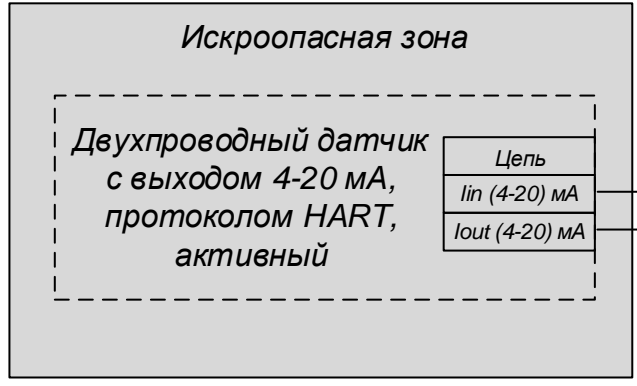 Искроопасная зона
Двухпроводный датчик
с выходом 4-20 мА,
протоколом HART,
активный
Цепь
Iin (4-20) мА
Iout (4-20) мА